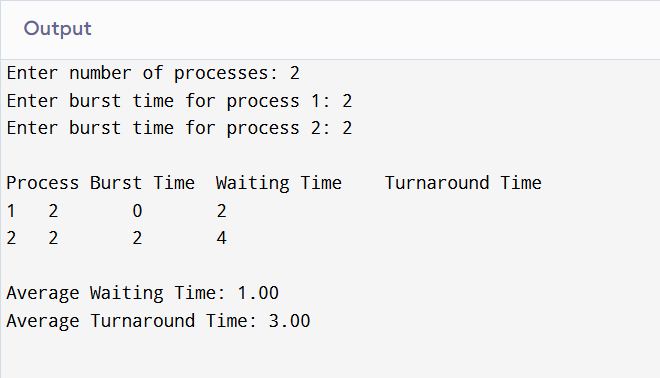 Output
Enter number of processes: 2
Enter burst time for process 1: 2
Enter burst time for process 2: 2
Process Burst Time  Waiting Time    Turnaround Time
1   2       0       2
2   2       2       4
Average Waiting Time: 1.00
Average Turnaround Time: 3.00